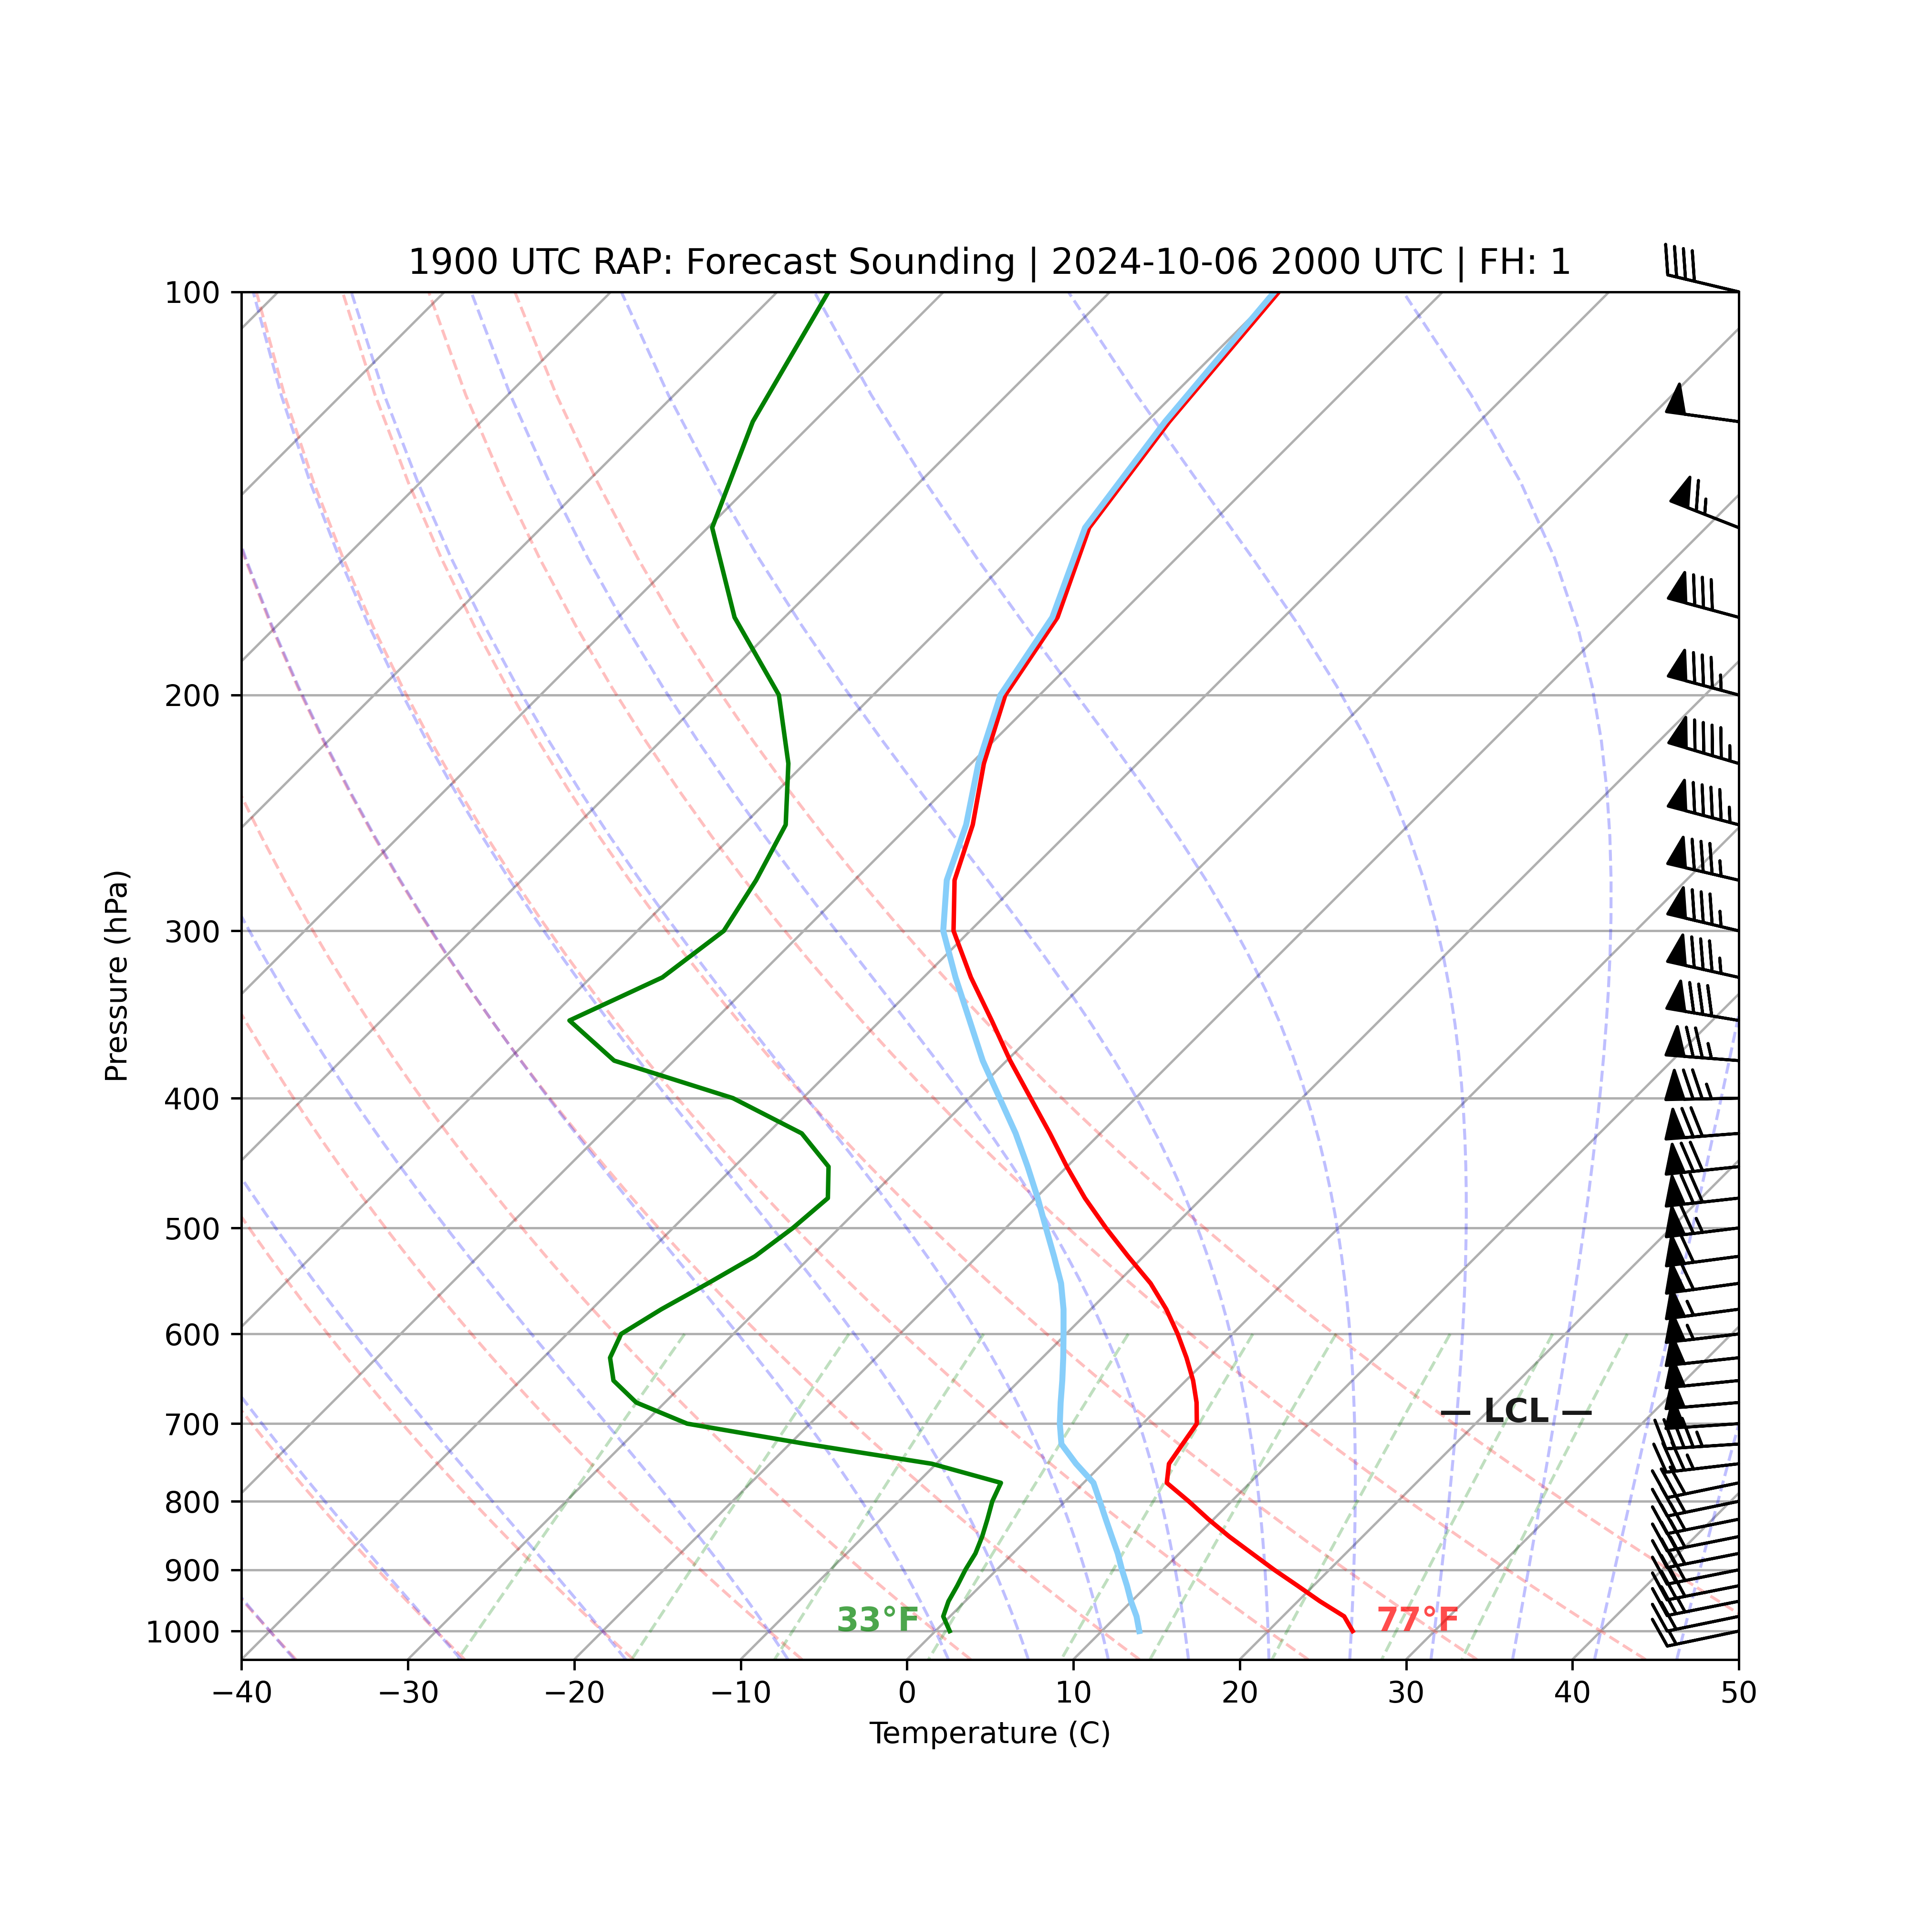 1900 UTC RAP: Forecast Sounding | 2024-10-06 2000 UTC | FH: 1
100
200
300
400
500
600
700
800
900
1000
Pressure (hPa)
— LCL —
33°F
77°F
−40 −30 −20 −10 0 10 20 30 40 50
Temperature (C)